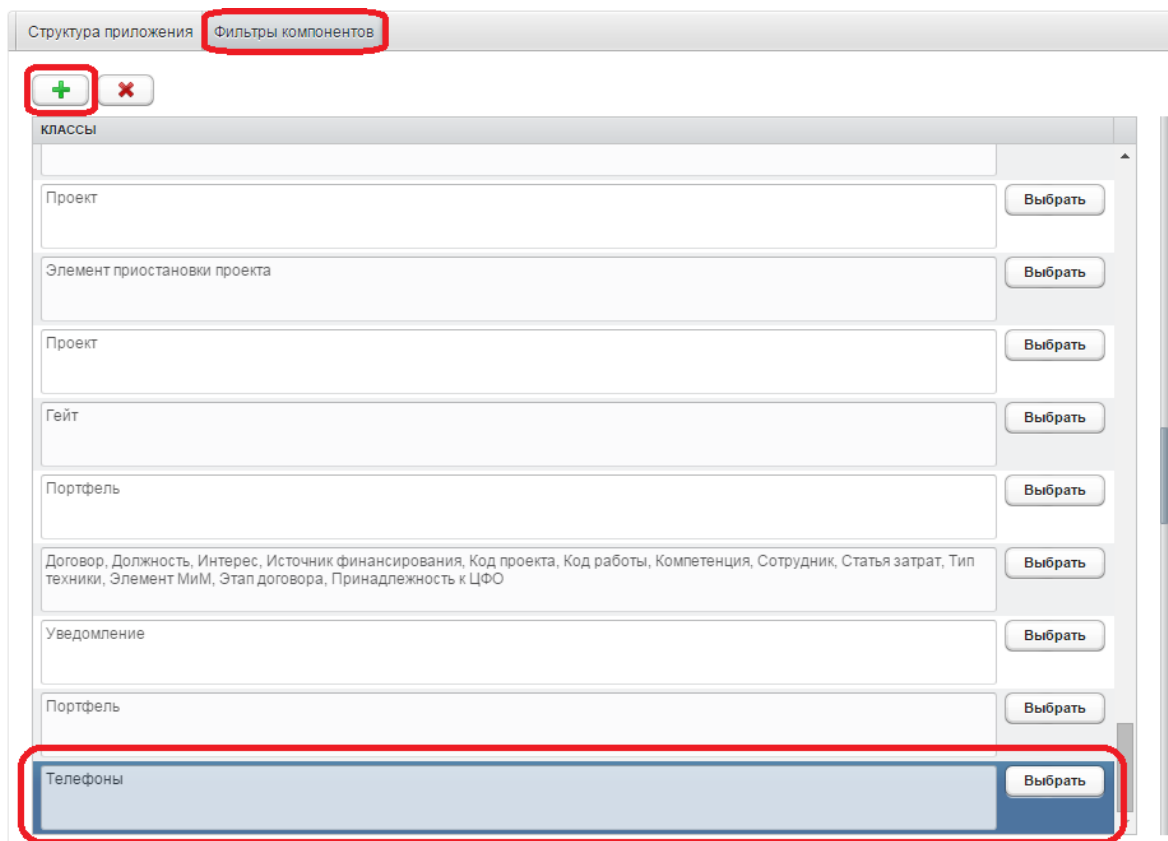 Структура приложения Фильтры компонентов
КЛАССЫ
Проект
Выбрать
Элемент приостановки проекта
Выбрать
Проект
Выбрать
Гейт
Выбрать
Портфель
Выбрать
Договор, Должность, Интерес, Источник финансирования, Код проекта, Код работы, Компетенция, Сотрудник, Статья затрат, Тип
техники, Элемент МиМ, Этап договора, Принадлежность к ЦФО
Выбрать
Уведомление
Выбрать
Портфель
Выбрать
Телефоны
Выбрать